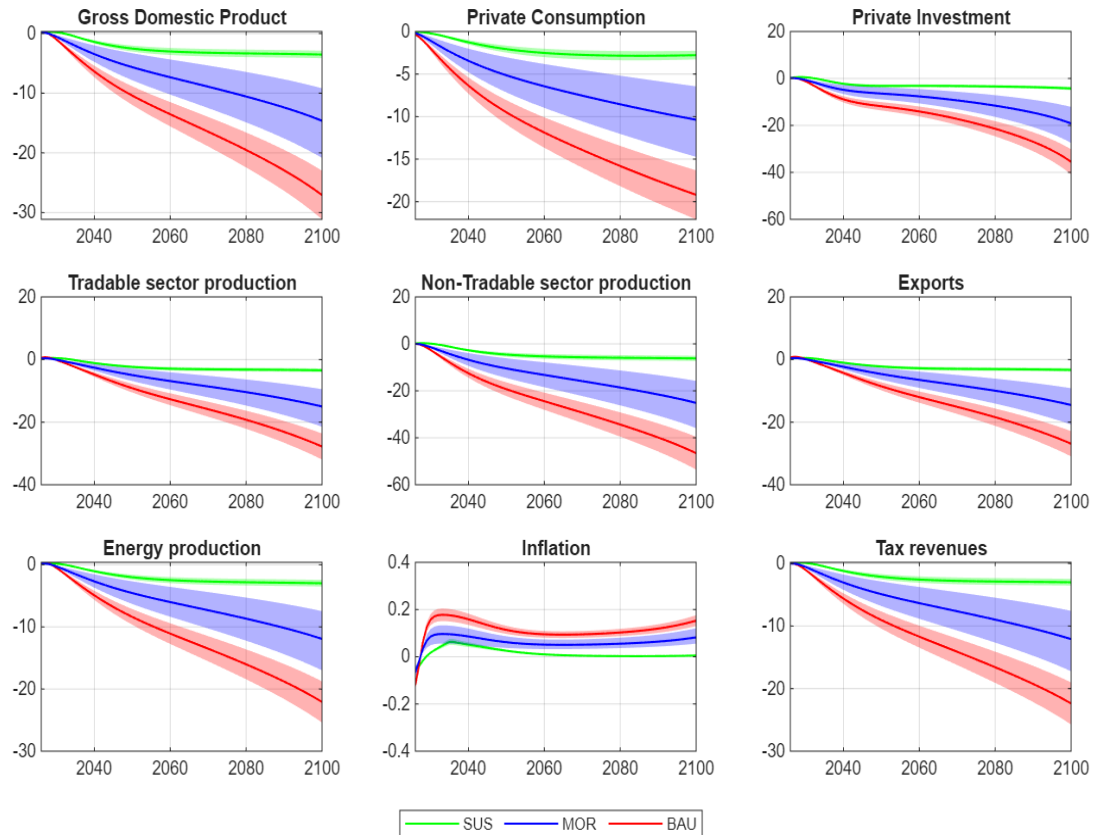 Gross Domestic Product
0
-10
-20
-30
2040 2060 2080 2100
Private Consumption
0
-5
-10
-15
-20
2040 2060 2080 2100
Private Investment
20
0
-20
-40
-60
2040 2060 2080 2100
Tradable sector production
20
0
-20
-40
2040 2060 2080 2100
Non-Tradable sector production
20
0
-20
-40
-60
2040 2060 2080 2100
Exports
20
0
-20
-40
2040 2060 2080 2100
Energy production
0
-10
-20
-30
2040 2060 2080 2100
Inflation
0.4
0.2
0
-0.2
-0.4
2040 2060 2080 2100
Tax revenues
0
-10
-20
-30
2040 2060 2080 2100
SUS MOR BAU